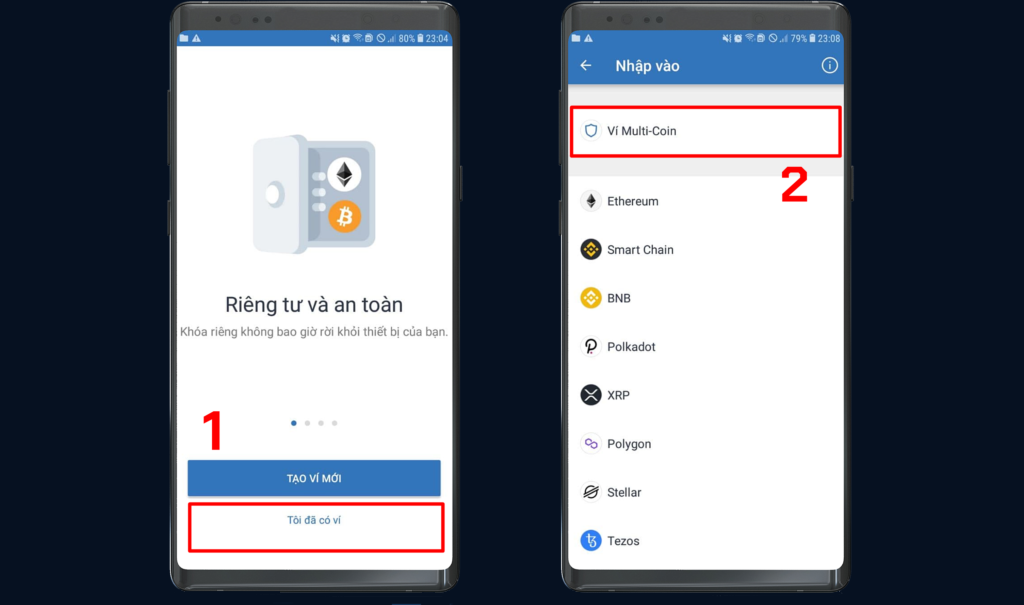 80% 23:04
Riêng tư và an toàn
Khóa riêng không bao giờ rời khỏi thiết bị của bạn.
1
TẠO VÍ MỚI
Tôi đã có ví
79% 23:08
Nhập vào
Ví Multi-Coin
2
Ethereum
Smart Chain
BNB
Polkadot
XRP
Polygon
Stellar
Tezos